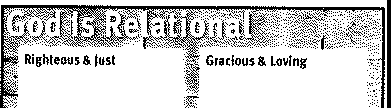 God is Relational
Righteous & Just
Gracious & Loving